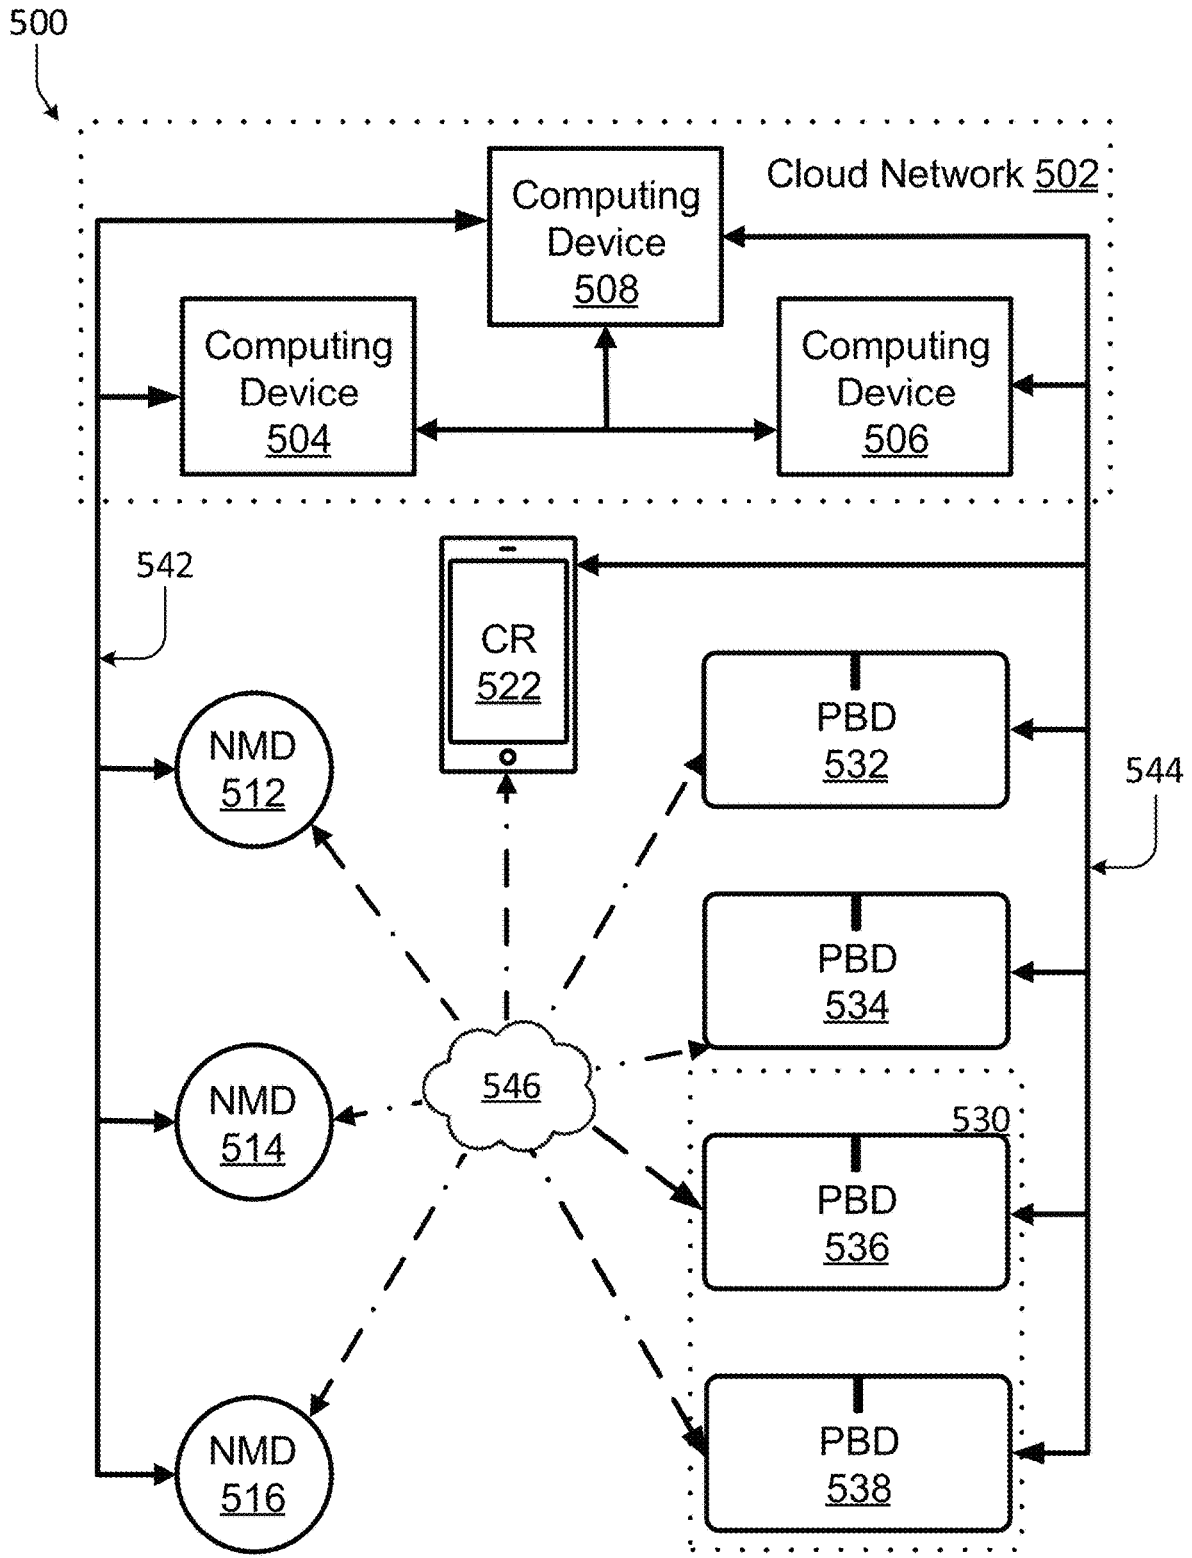 500
Cloud Network 502
Computing
Device
508
Computing
Device
504
Computing
Device
506
542
CR
522
NMD
512
PBD
532
544
PBD
534
546
NMD
514
530
PBD
536
NMD
516
PBD
538